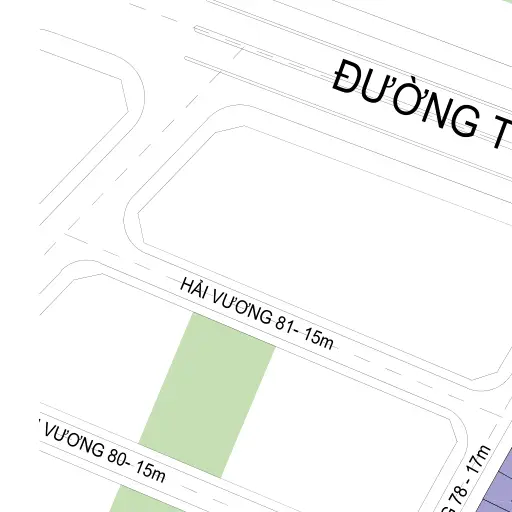 ĐƯỜNG T
HẢI VƯƠNG 81- 15m
VƯƠNG 80- 15m
G 78 - 17m